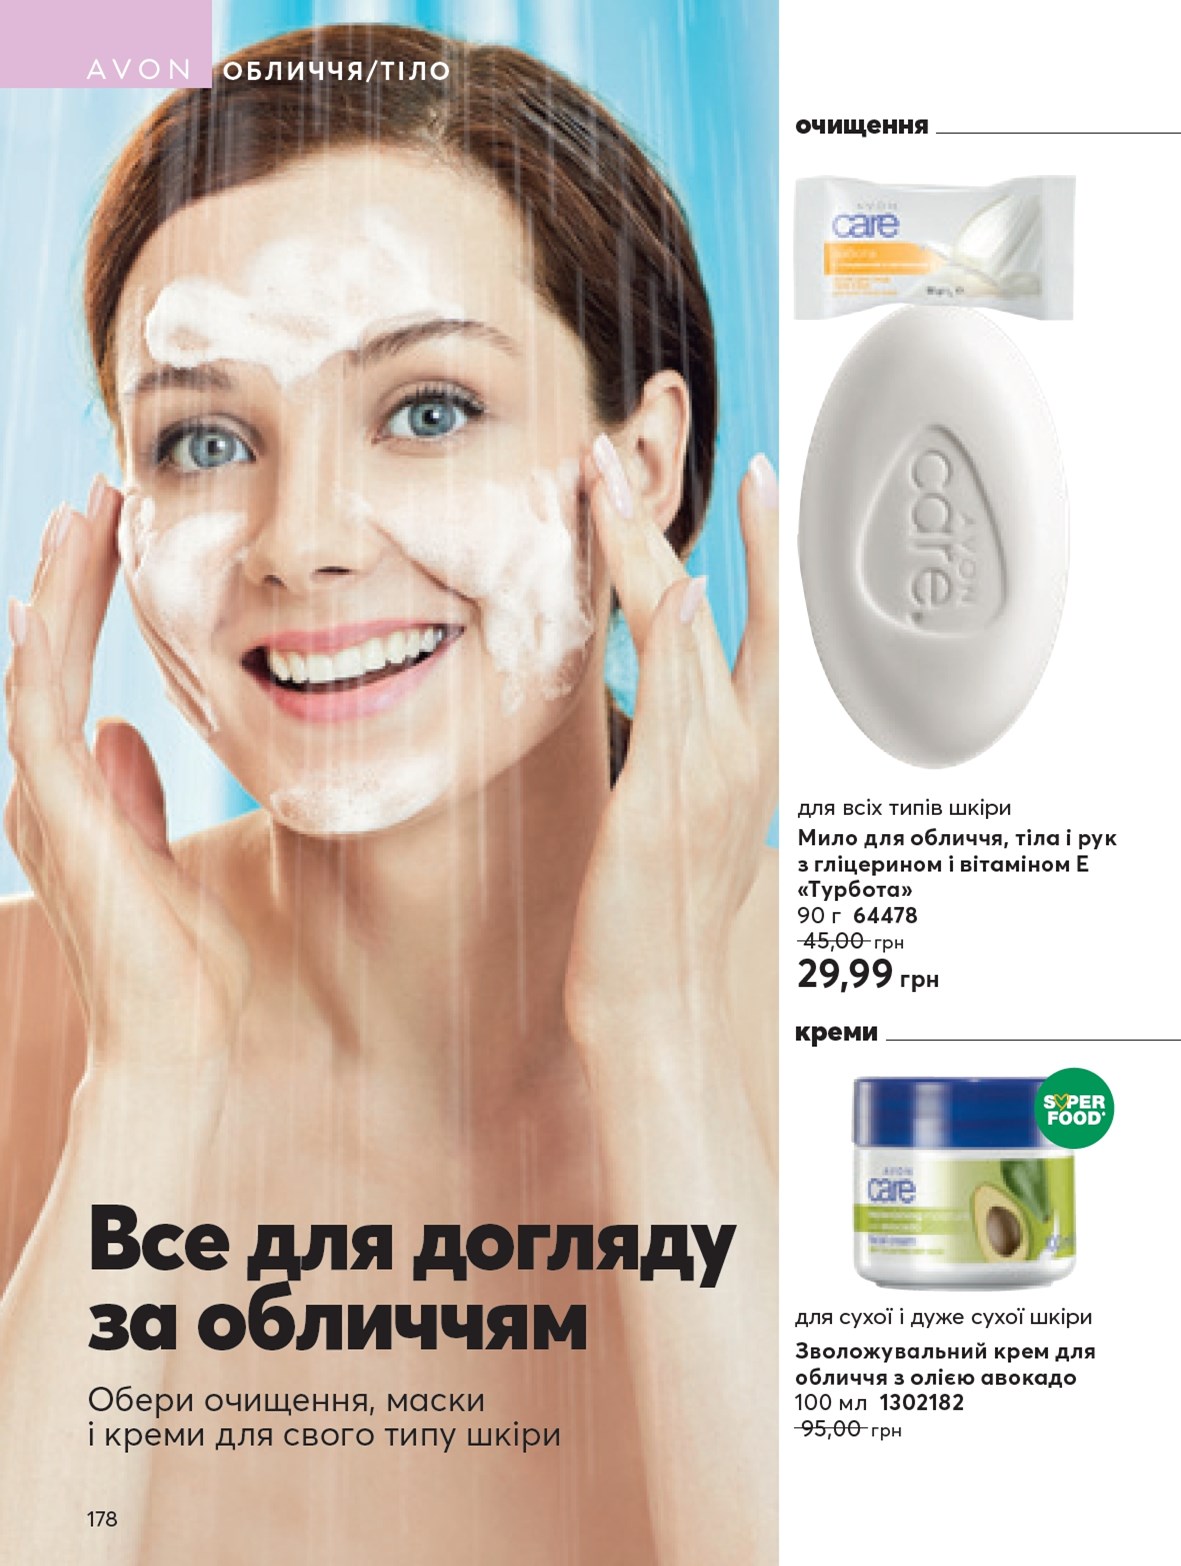 AVON ОБЛИЧЧЯ/ТІЛО
очищення
AVON
care
care
AVON
для всіх типів шкіри
Мило для обличчя, тіла і рук
з гліцерином і вітаміном Е
«Турбота»
90 г 64478
45,00 грн
29,99 грн
креми
SUPER
FOOD
AVON
care
для сухої і дуже сухої шкіри
Зволожувальний крем для
обличчя з олією авокадо
100 мл 1302182
95,00 грн
Все для догляду
за обличчям
Обери очищення, маски
і креми для свого типу шкіри
178